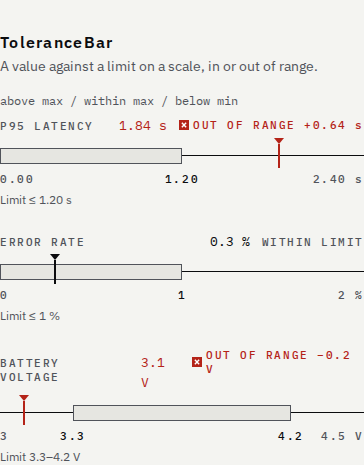 ToleranceBar
A value against a limit on a scale, in or out of range.
above max / within max / below min
P95 LATENCY 1.84 s OUT OF RANGE +0.64 s
0.00 1.20 2.40 s
Limit ≤ 1.20 s
ERROR RATE 0.3 % WITHIN LIMIT
0 1 2 %
Limit ≤ 1 %
BATTERY VOLTAGE 3.1 V OUT OF RANGE −0.2 V
3 3.3 4.2 4.5 V
Limit 3.3–4.2 V